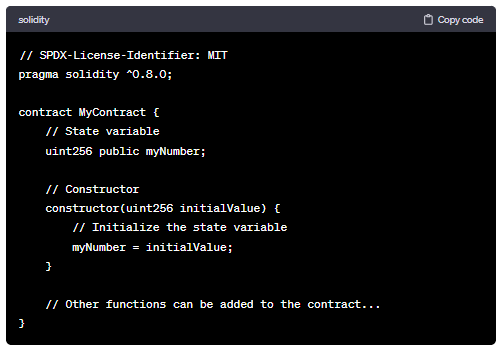 solidity
Copy code
// SPDX-License-Identifier: MIT
pragma solidity ^0.8.0;
contract MyContract {
// State variable
uint256 public myNumber;
// Constructor
constructor(uint256 initialValue) {
// Initialize the state variable
myNumber = initialValue;
}
// Other functions can be added to the contract...
}